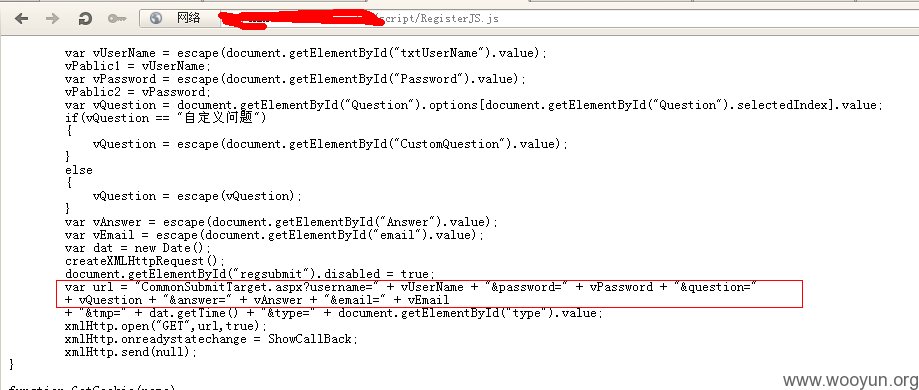 网络
script/RegisterJS.js
var vUserName = escape(document.getElementById("txtUserName").value);
vPablic1 = vUserName;
var vPassword = escape(document.getElementById("Password").value);
vPablic2 = vPassword;
var vQuestion = document.getElementById("Question").options[document.getElementById("Question").selectedIndex].value;
if(vQuestion == "自定义问题")
{
vQuestion = escape(document.getElementById("CustomQuestion").value);
}
else
{
vQuestion = escape(vQuestion);
}
var vAnswer = escape(document.getElementById("Answer").value);
var vEmail = escape(document.getElementById("email").value);
var dat = new Date();
createXMLHttpRequest();
document.getElementById("regsubmit").disabled = true;
var url = "CommonSubmitTarget.aspx?username=" + vUserName + "&password=" + vPassword + "&question="
+ vQuestion + "&answer=" + vAnswer + "&email=" + vEmail
+ "&tmp=" + dat.getTime() + "&type=" + document.getElementById("type").value;
xmlHttp.open("GET",url,true);
xmlHttp.onreadystatechange = ShowCallBack;
xmlHttp.send(null);
}
www.wooyun.org